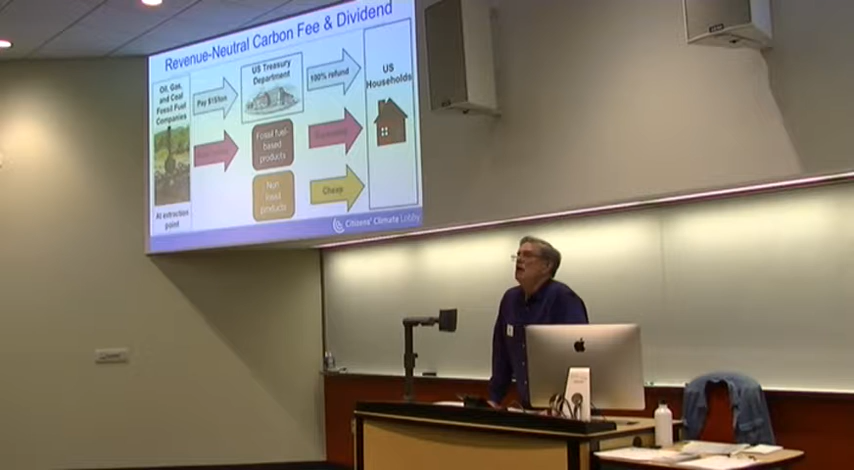 Revenue-Neutral Carbon Fee & Dividend
Oil, Gas,
and Coal
Fossil Fuel
Companies
At extraction
point
Pay $15/ton
US Treasury
Department
100% refund
US
Households
Fossil fuel-
based
products
Expensive
Non
fossil
products
Cheap
Citizens' Climate Lobby